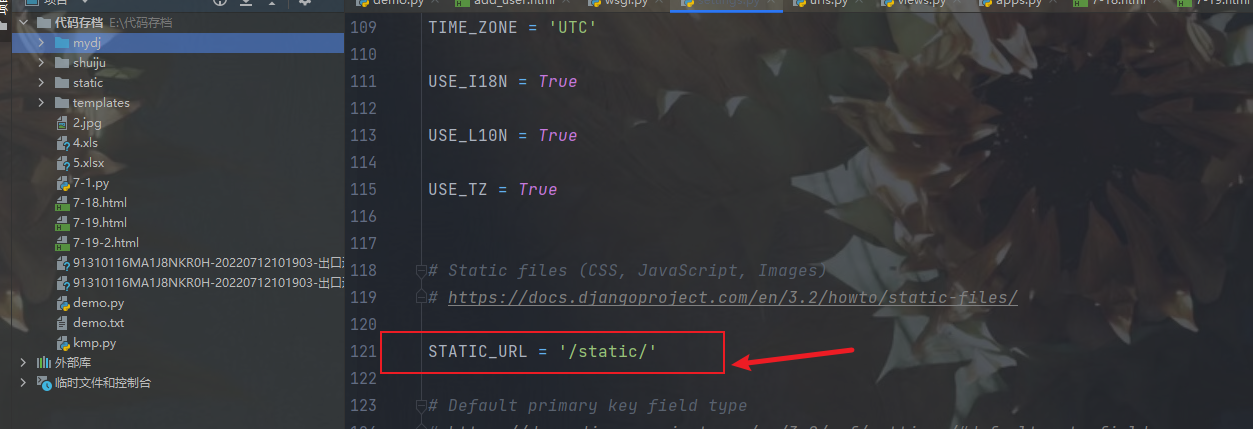 项目
demo.py add_user.html wsgi.py urls.py views.py apps.py 7-18.html 7-19.html
代码存档 E:\代码存档
mydj
shuiju
static
templates
2.jpg
4.xls
5.xlsx
7-1.py
7-18.html
7-19.html
7-19-2.html
91310116MA1J8NKR0H-20220712101903-出口
91310116MA1J8NKR0H-20220712101903-出口
demo.py
demo.txt
kmp.py
外部库
临时文件和控制台
109 TIME_ZONE = 'UTC'
110
111 USE_I18N = True
112
113 USE_L10N = True
114
115 USE_TZ = True
116
117
118 # Static files (CSS, JavaScript, Images)
119 # https://docs.djangoproject.com/en/3.2/howto/static-files/
120
121 STATIC_URL = '/static/'
122
123 # Default primary key field type